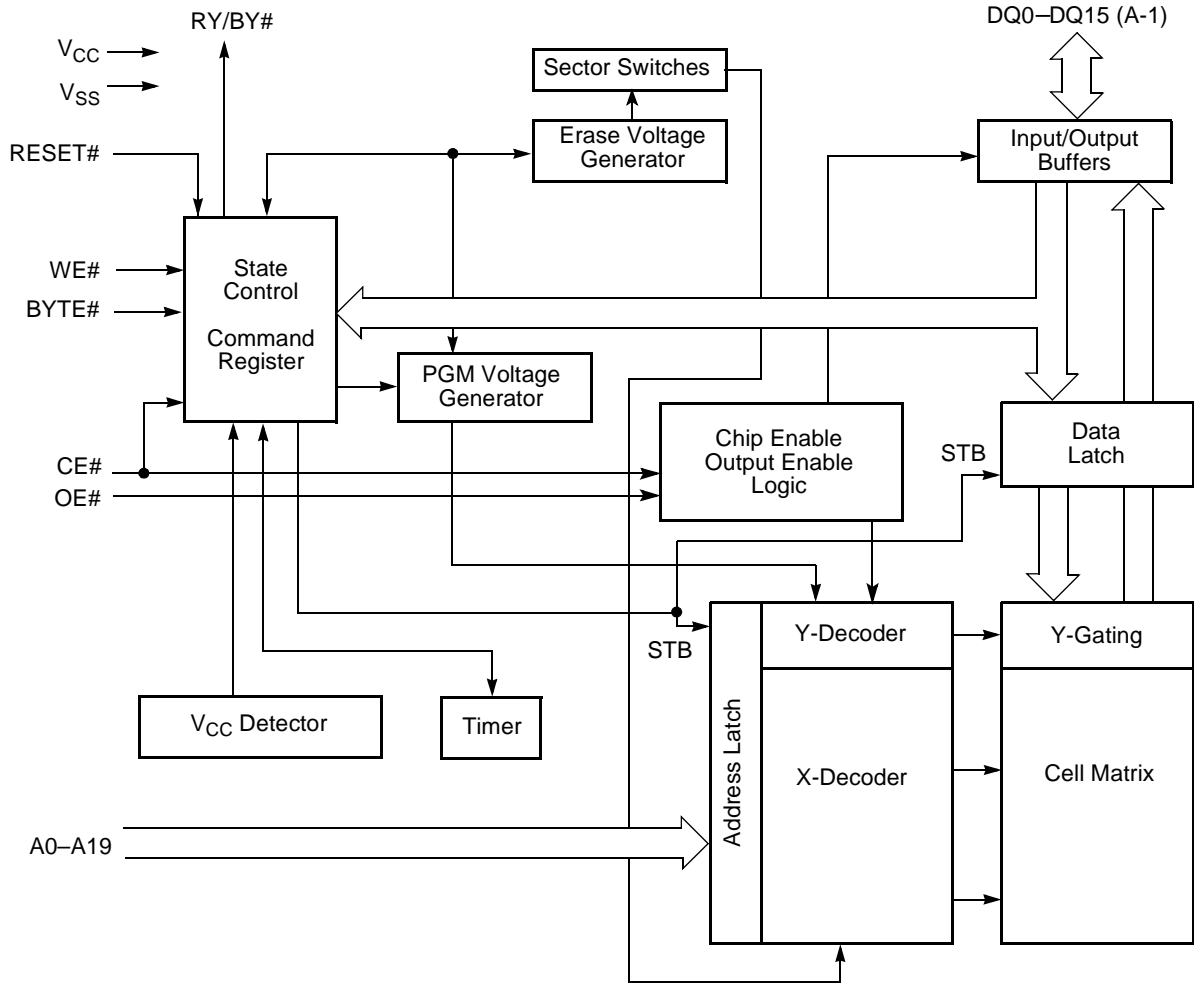 RY/BY#
DQ0–DQ15 (A-1)
VCC
VSS
Sector Switches
Erase Voltage
Generator
Input/Output
Buffers
RESET#
WE#
BYTE#
State
Control
Command
Register
PGM Voltage
Generator
Chip Enable
Output Enable
Logic
STB
Data
Latch
CE#
OE#
STB
Y-Decoder
Y-Gating
VCC Detector
Timer
Address Latch
X-Decoder
Cell Matrix
A0–A19